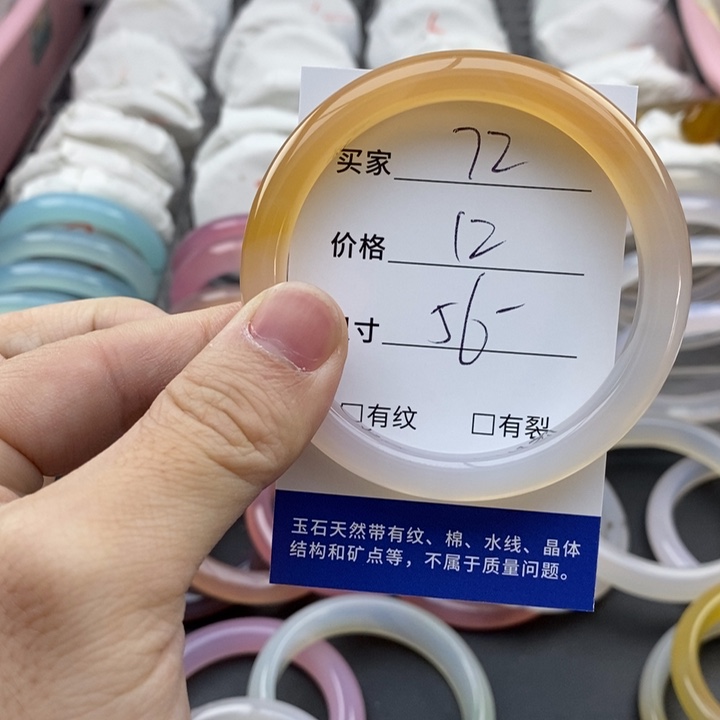 买家 72
价格 12
寸 56-
□有纹 □有裂
玉石天然带有纹、棉、水线、晶体
结构和矿点等，不属于质量问题。